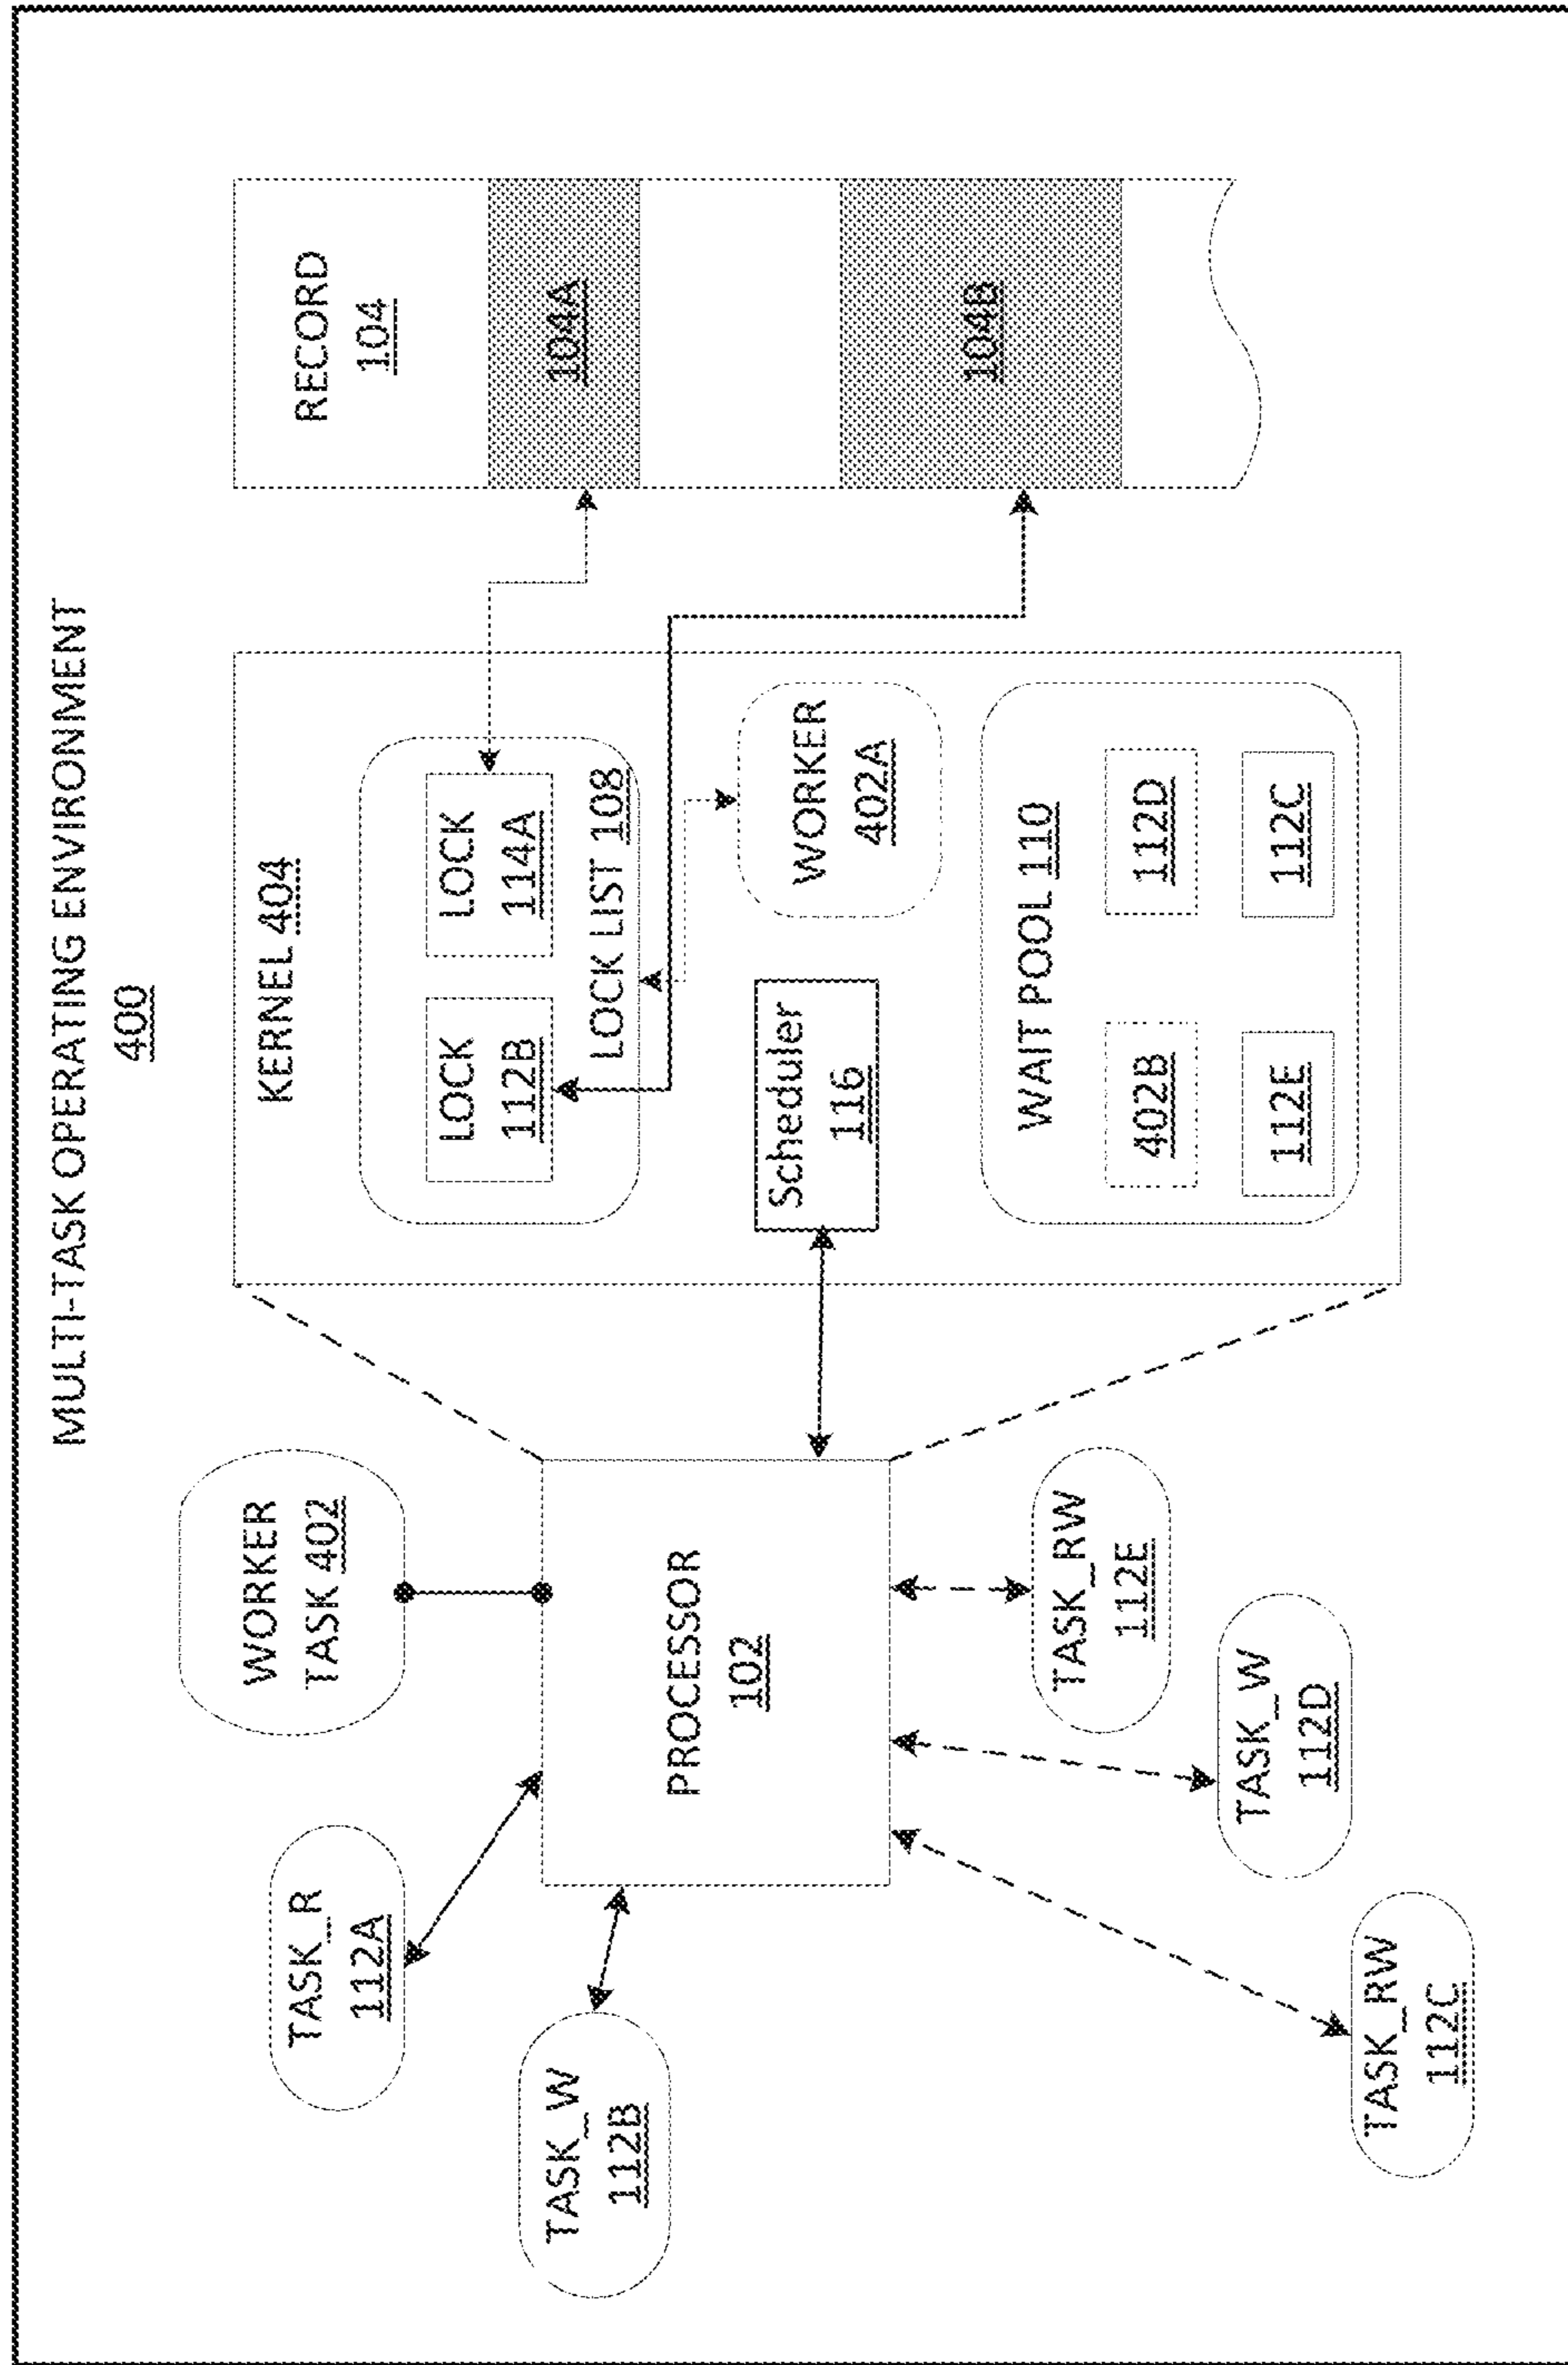 MULTI-TASK OPERATING ENVIRONMENT
400
WORKER
TASK 402
TASK_R
112A
TASK_W
112B
PROCESSOR
102
TASK_RW
112E
TASK_W
112D
TASK_RW
112C
KERNEL 404
LOCK
112B
LOCK
114A
LOCK LIST 108
Scheduler
116
WORKER
402A
WAIT POOL 110
402B
112D
112E
112C
RECORD
104
104A
104B